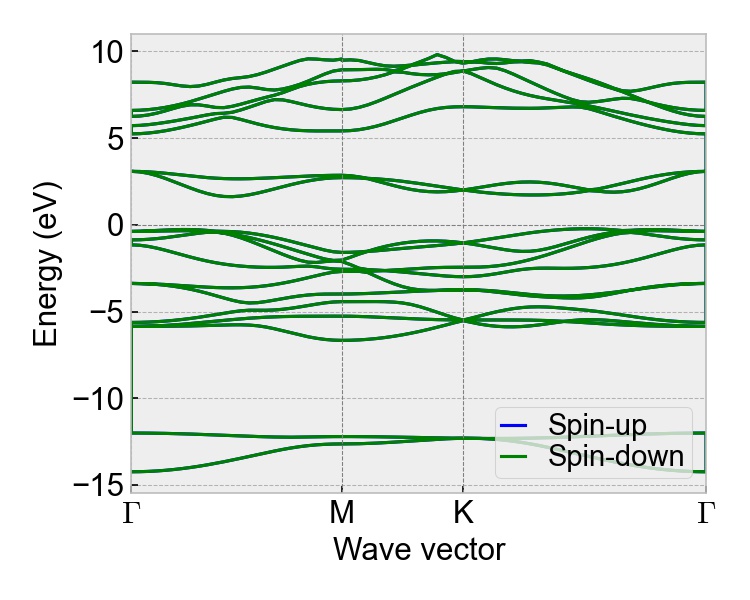 10
5
0
−5
−10
−15
Energy (eV)
Spin-up
Spin-down
Γ M K Γ
Wave vector